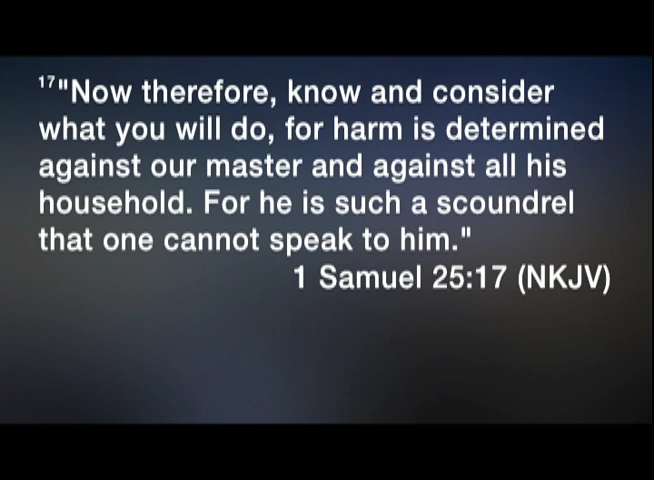 17"Now therefore, know and consider
what you will do, for harm is determined
against our master and against all his
household. For he is such a scoundrel
that one cannot speak to him."
1 Samuel 25:17 (NKJV)